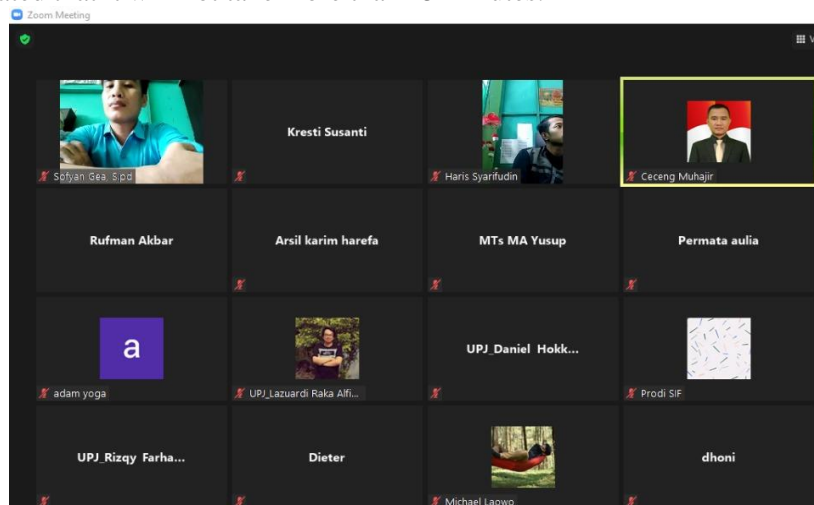 Zoom Meeting
V
Sofyan Gea, S.pd
Kresti Susanti
Haris Syarifudin
Ceceng Muhajir
Rufman Akbar
Arsil karim harefa
MTs MA Yusup
Permata aulia
a
adam yoga
UPJ_Lazuardi Raka Alfi...
UPJ_Daniel Hokk...
Prodi SIF
UPJ_Rizqy Farha...
Dieter
Michael Laowo
dhoni